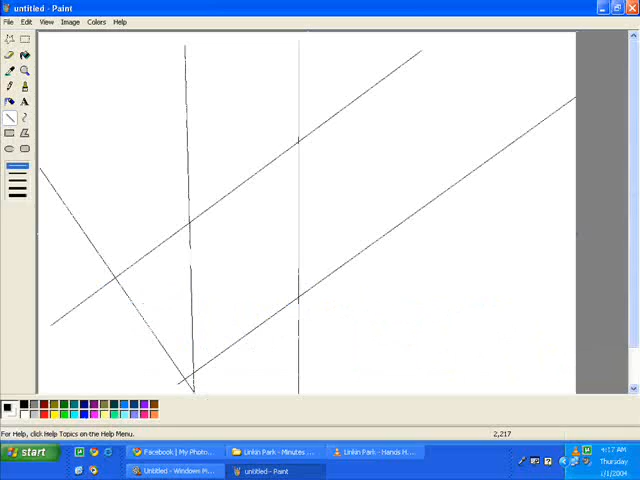 untitled - Paint
File Edit View Image Colors Help
A
For Help, click Help Topics on the Help Menu.
2,217
start
Facebook | My Photo...
Linkin Park - Minutes ...
Linkin Park - Hands H...
4:17 AM
Thursday
1/1/2004
Untitled - Windows M...
untitled - Paint